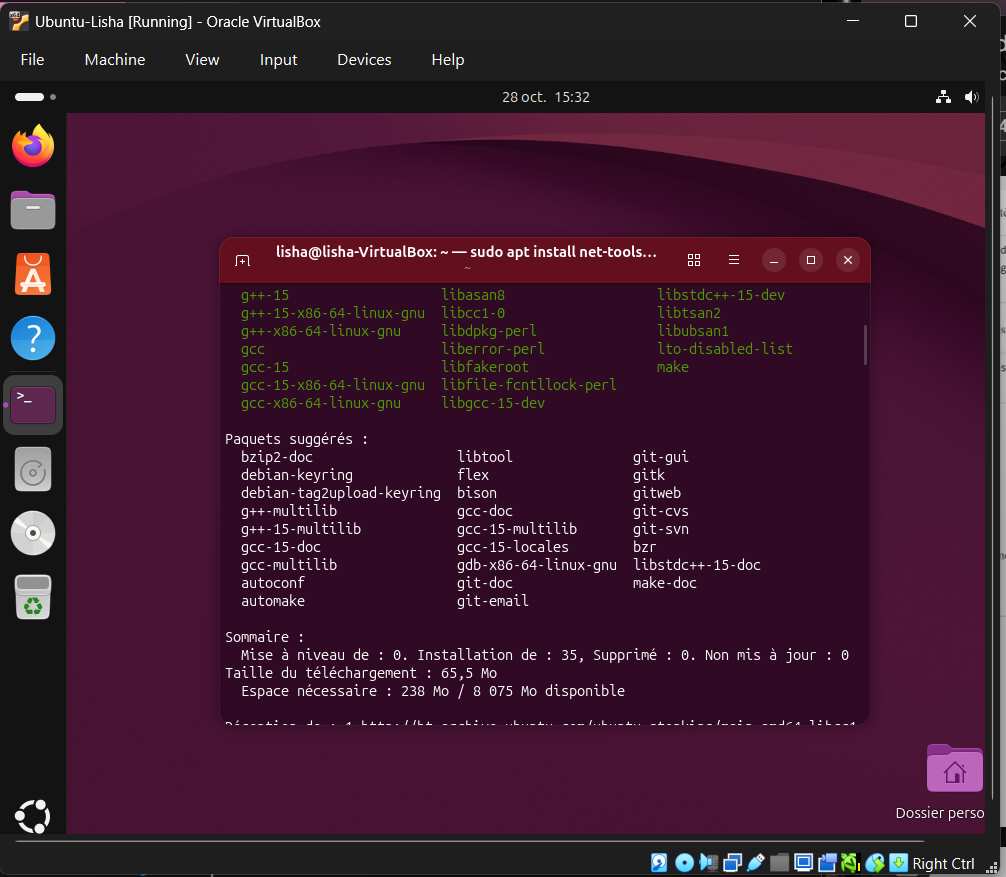 Ubuntu-Lisha [Running] - Oracle VirtualBox
File Machine View Input Devices Help
28 oct. 15:32
lisha@lisha-VirtualBox: ~ — sudo apt install net-tools…
~
g++-15 libasan8 libstdc++-15-dev
g++-15-x86-64-linux-gnu libcc1-0 libtsan2
g++-x86-64-linux-gnu libdpkg-perl libubsan1
gcc liberror-perl lto-disabled-list
gcc-15 libfakeroot make
gcc-15-x86-64-linux-gnu libfile-fcntllock-perl
gcc-x86-64-linux-gnu libgcc-15-dev
Paquets suggérés :
bzip2-doc libtool git-gui
debian-keyring flex gitk
debian-tag2upload-keyring bison gitweb
g++-multilib gcc-doc git-cvs
g++-15-multilib gcc-15-multilib git-svn
gcc-15-doc gcc-15-locales bzr
gcc-multilib gdb-x86-64-linux-gnu libstdc++-15-doc
autoconf git-doc make-doc
automake git-email
Sommaire :
Mise à niveau de : 0. Installation de : 35, Supprimé : 0. Non mis à jour : 0
Taille du téléchargement : 65,5 Mo
Espace nécessaire : 238 Mo / 8 075 Mo disponible
Dossier perso
Right Ctrl